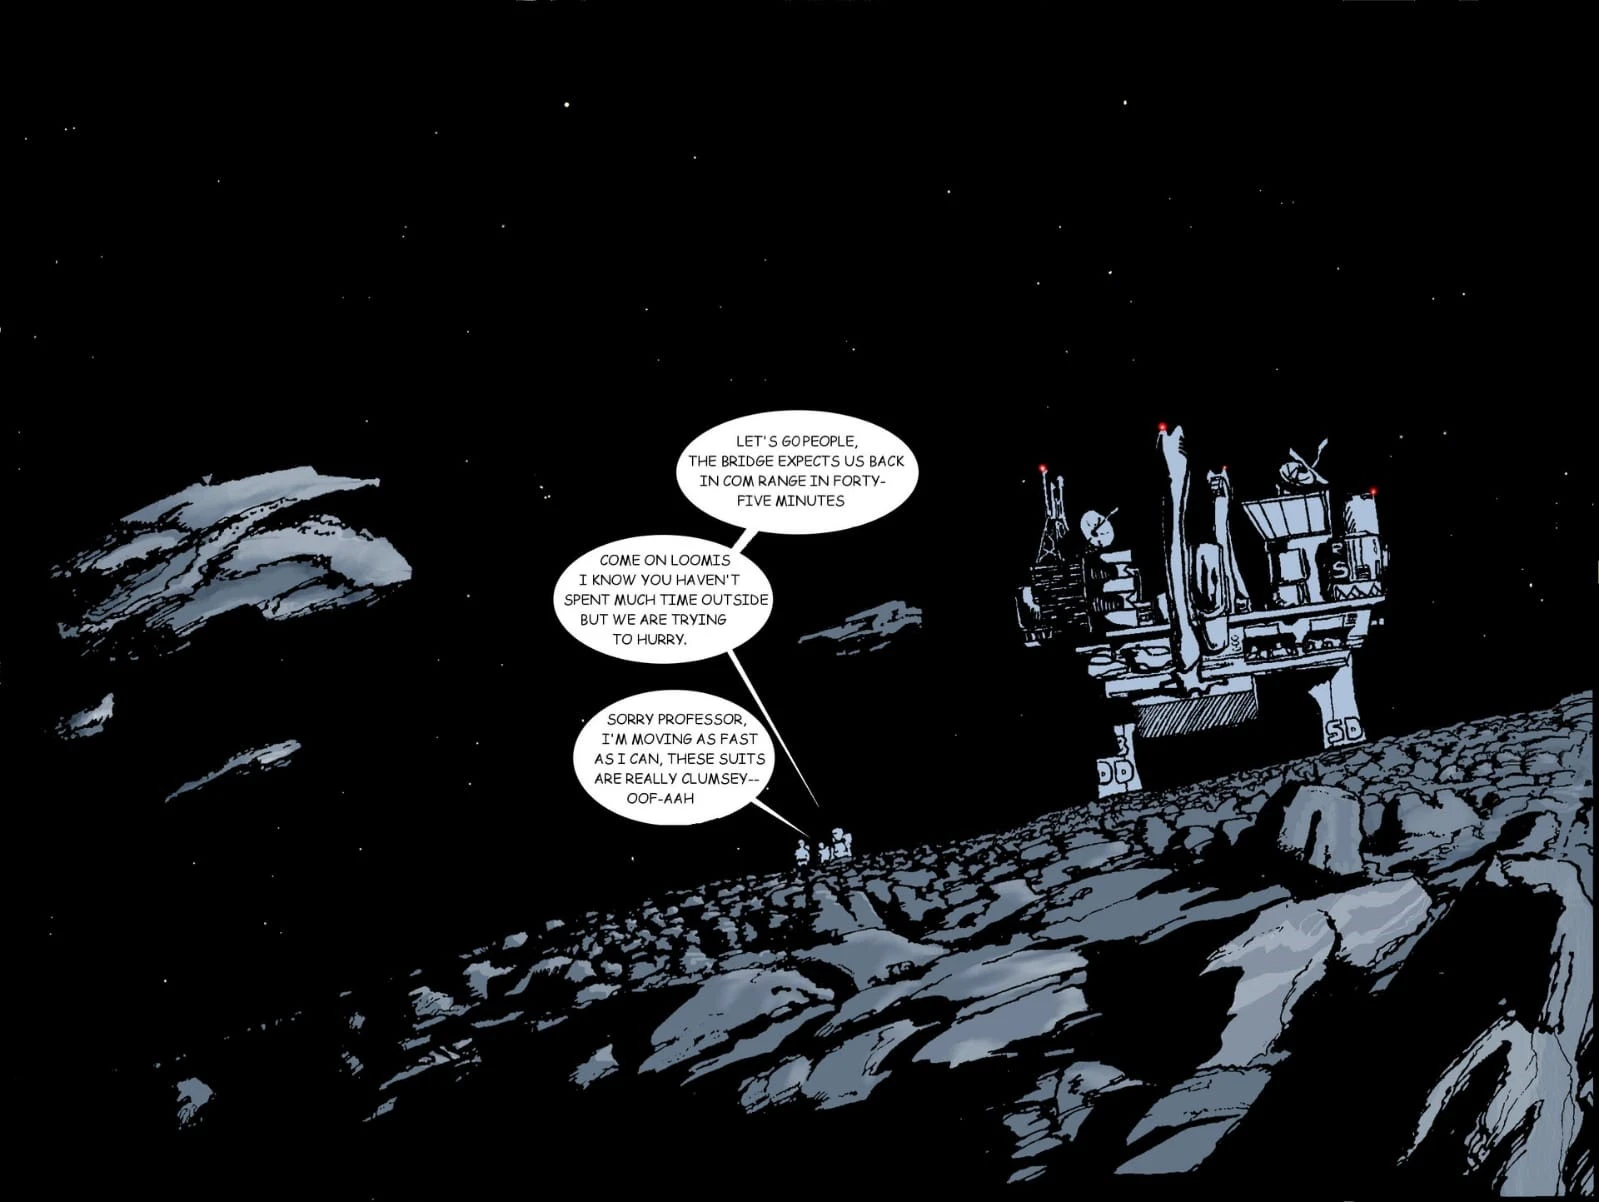 LET'S GO PEOPLE,
THE BRIDGE EXPECTS US BACK
IN COM RANGE IN FORTY-
FIVE MINUTES
COME ON LOOMIS
I KNOW YOU HAVEN'T
SPENT MUCH TIME OUTSIDE
BUT WE ARE TRYING
TO HURRY.
SORRY PROFESSOR,
I'M MOVING AS FAST
AS I CAN, THESE SUITS
ARE REALLY CLUMSEY--
OOF-AAH
SD
3
DD